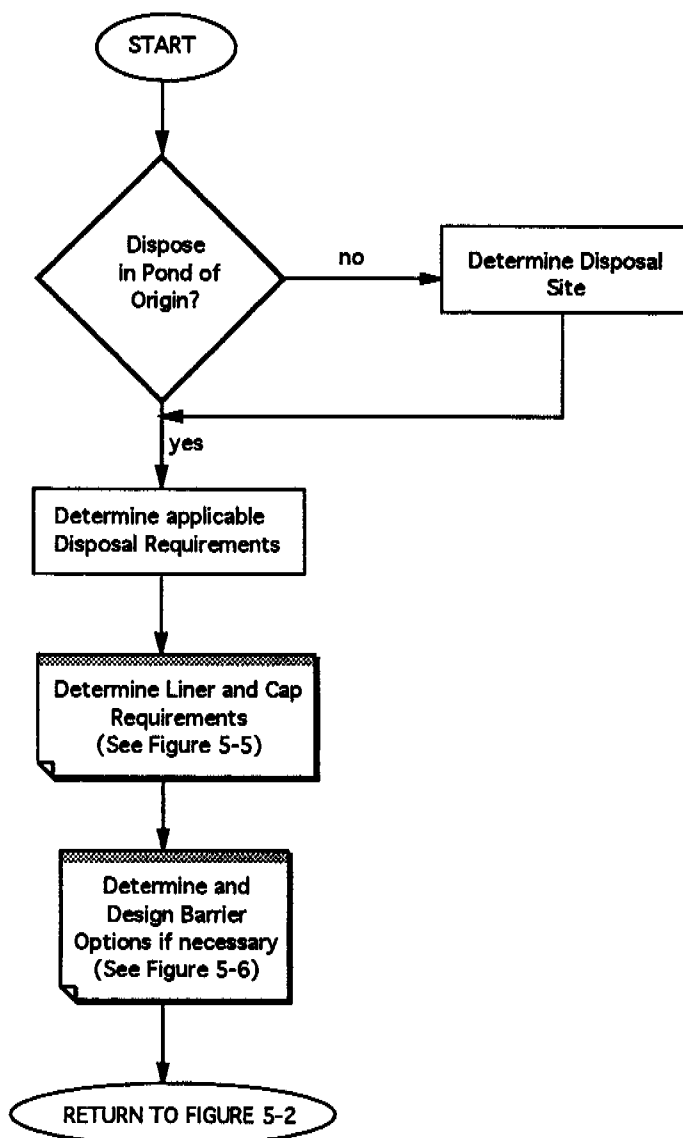 START
Dispose
in Pond of
Origin?
no
Determine Disposal
Site
yes
Determine applicable
Disposal Requirements
Determine Liner and Cap
Requirements
(See Figure 5-5)
Determine and
Design Barrier
Options if necessary
(See Figure 5-6)
RETURN TO FIGURE 5-2